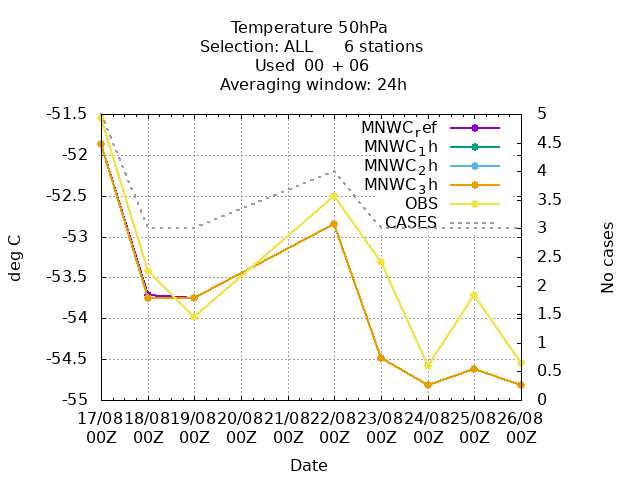 Temperature 50hPa
Selection: ALL 6 stations
Used 00 + 06
Averaging window: 24h
MNWCref
MNWC1h
MNWC2h
MNWC3h
OBS
CASES
-51.5
-52
-52.5
-53
-53.5
-54
-54.5
-55
5
4.5
4
3.5
3
2.5
2
1.5
1
0.5
0
deg C
No cases
17/08 18/08 19/08 20/08 21/08 22/08 23/08 24/08 25/08 26/08
00Z 00Z 00Z 00Z 00Z 00Z 00Z 00Z 00Z 00Z
Date